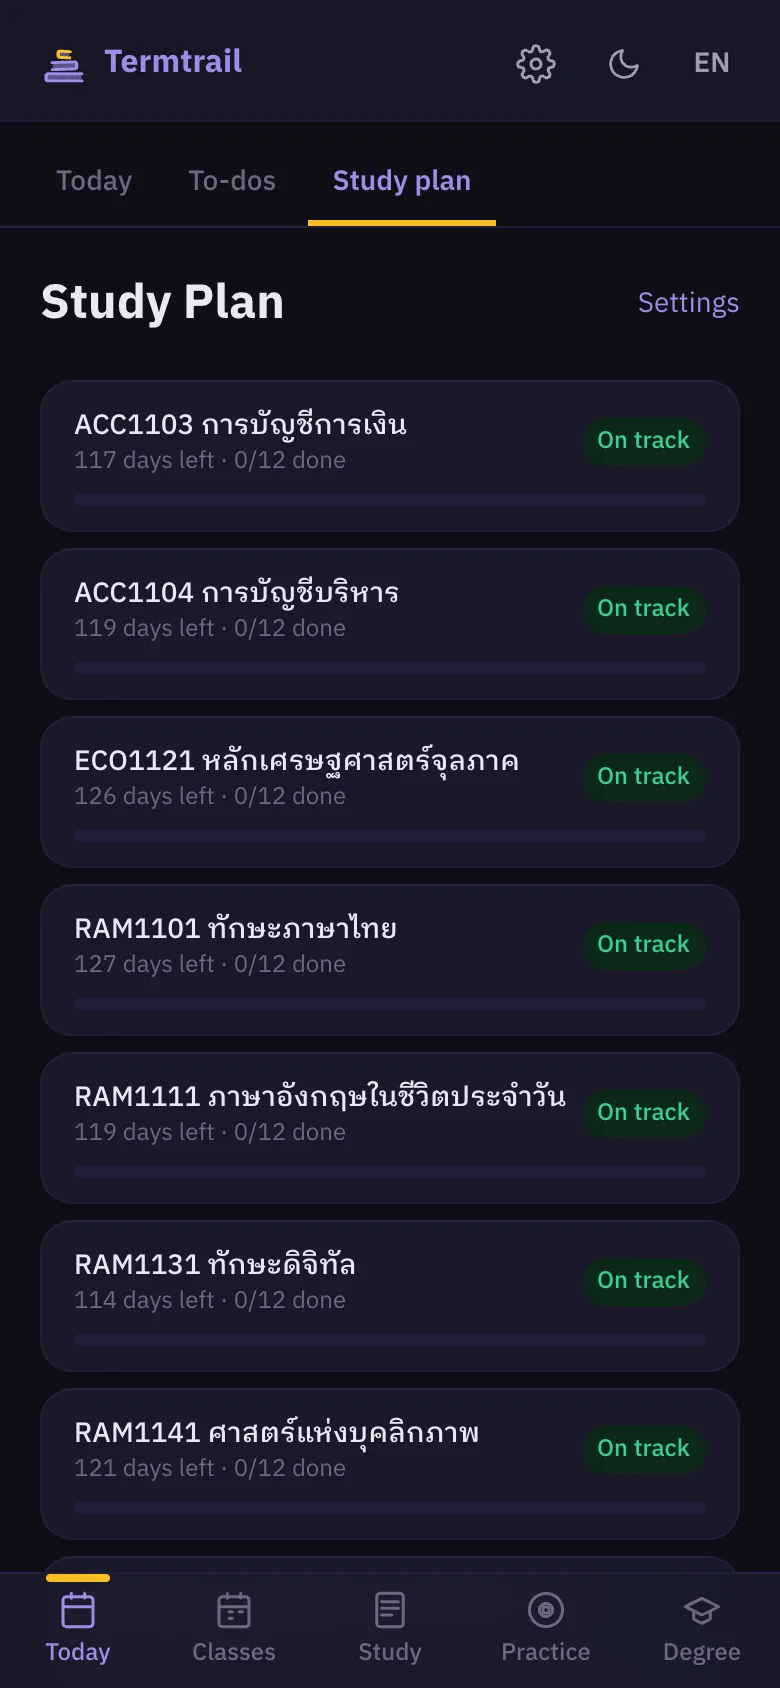 Termtrail
EN
Today
To-dos
Study plan
Study Plan
Settings
ACC1103 การบัญชีการเงิน
117 days left · 0/12 done
On track
ACC1104 การบัญชีบริหาร
119 days left · 0/12 done
On track
ECO1121 หลักเศรษฐศาสตร์จุลภาค
126 days left · 0/12 done
On track
RAM1101 ทักษะภาษาไทย
127 days left · 0/12 done
On track
RAM1111 ภาษาอังกฤษในชีวิตประจำวัน
119 days left · 0/12 done
On track
RAM1131 ทักษะดิจิทัล
114 days left · 0/12 done
On track
RAM1141 ศาสตร์แห่งบุคลิกภาพ
121 days left · 0/12 done
On track
Today
Classes
Study
Practice
Degree